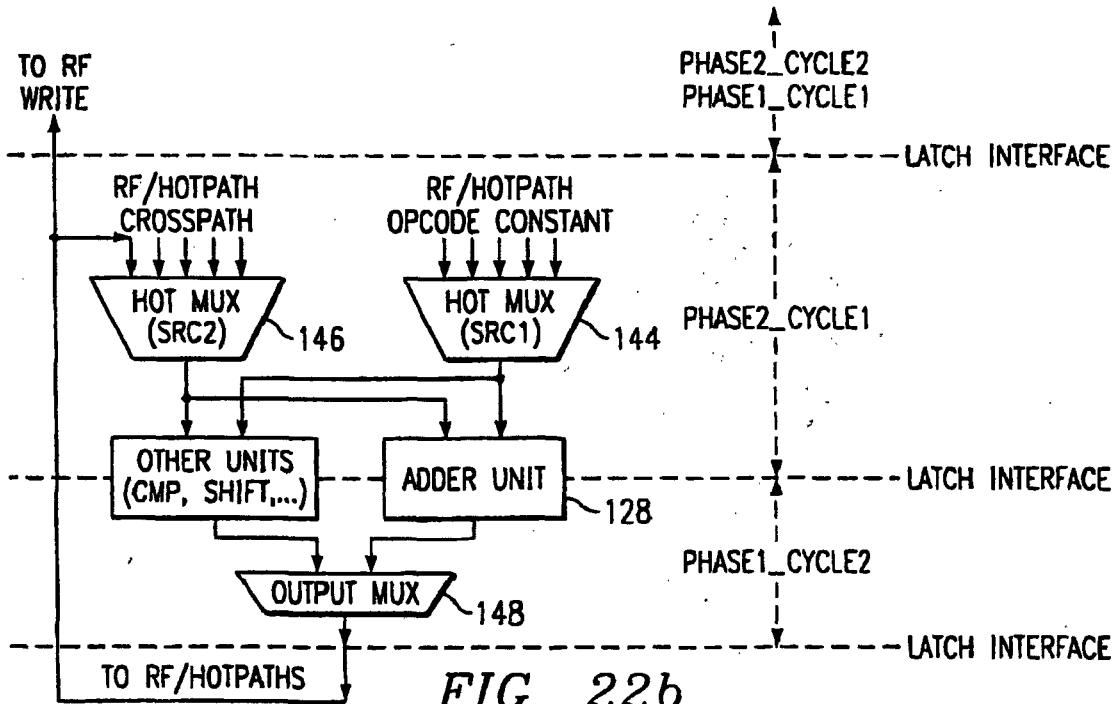 TO RF
WRITE
PHASE2_CYCLE2
PHASE1_CYCLE1
LATCH INTERFACE
RF/HOTPATH
CROSSPATH
RF/HOTPATH
OPCODE CONSTANT
HOT MUX
(SRC2)
146
HOT MUX
(SRC1)
144
PHASE2_CYCLE1
OTHER UNITS
(CMP, SHIFT,...)
ADDER UNIT
128
LATCH INTERFACE
PHASE1_CYCLE2
OUTPUT MUX
148
LATCH INTERFACE
TO RF/HOTPATHS
FIG 22b